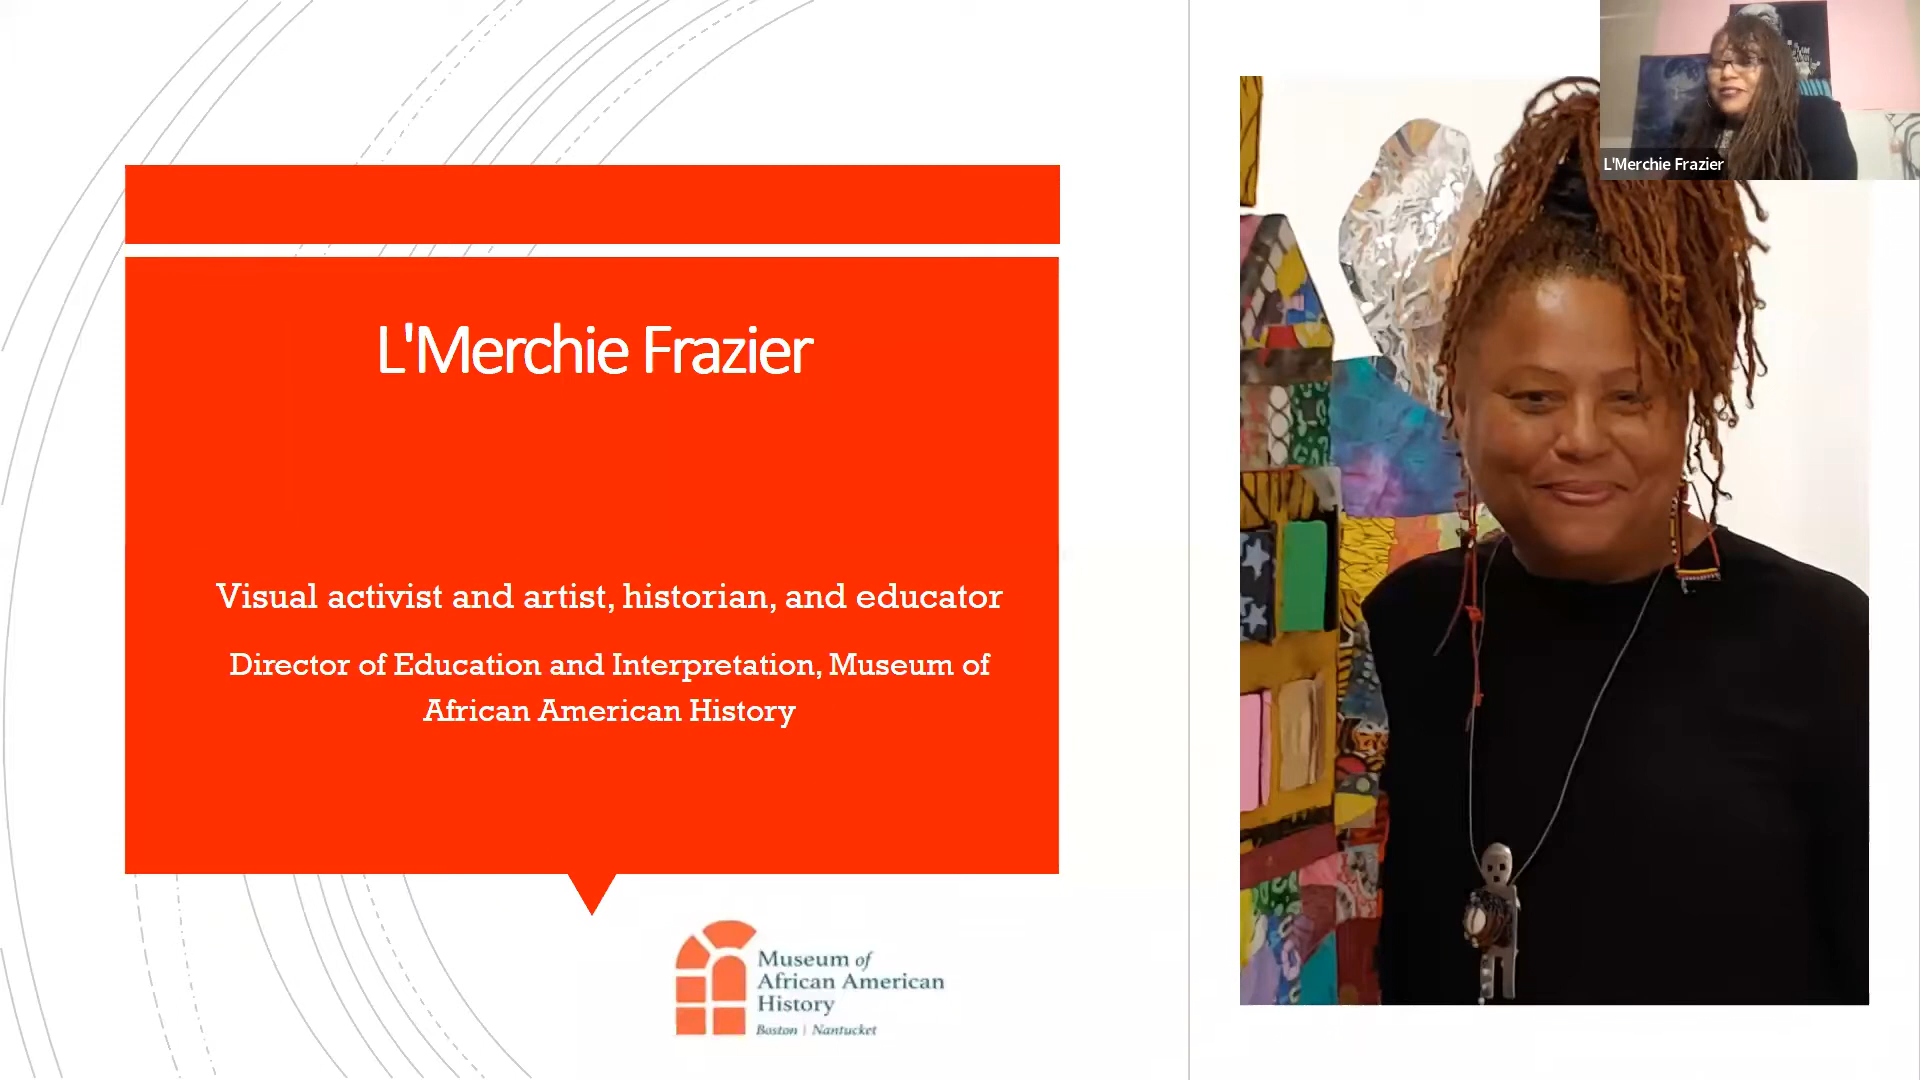 L'Merchie Frazier
L'Merchie Frazier
Visual activist and artist, historian, and educator
Director of Education and Interpretation, Museum of
African American History
Museum of
African American
History
Boston | Nantucket